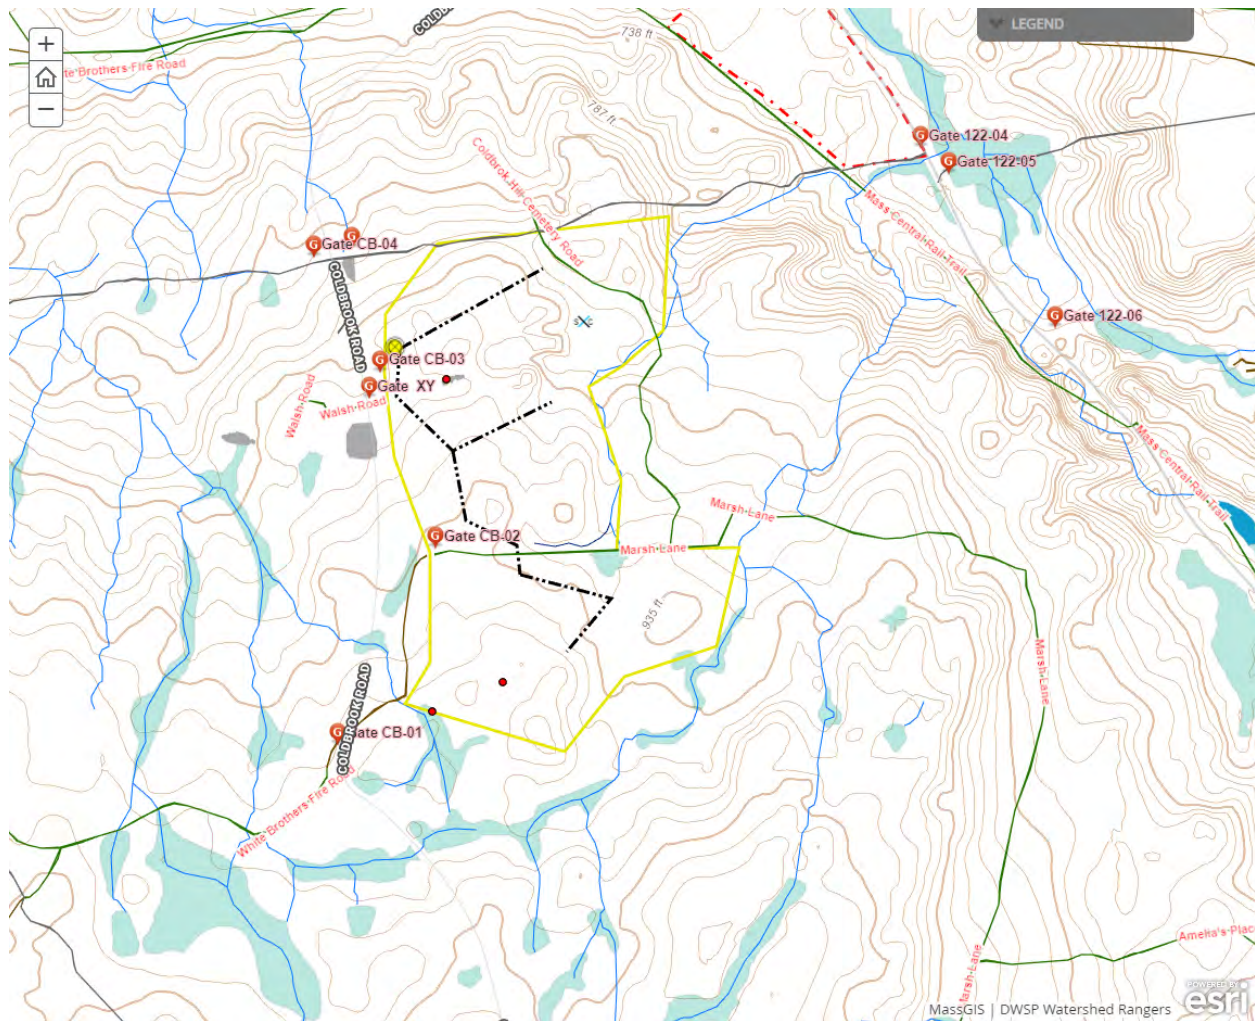 COLDB
738 ft
LEGEND
te Brothers Fire Road
787 ft
Gate 122-04
Gate 122-05
Coldbrok Hill Cemetery Road
Mass Central Rail Trail
Gate CB-04
COLDBROOK ROAD
Gate 122-06
Gate CB-03
Gate XY
Walsh Road
Walsh Road
Mass Central Rail Trail
Marsh Lane
Gate CB-02
Marsh Lane
935 ft
Marsh Lane
COLDBROOK ROAD
Gate CB-01
White Brothers Fire Road
Amelia's Place
Marsh Lane
POWERED BY
esri
MassGIS | DWSP Watershed Rangers